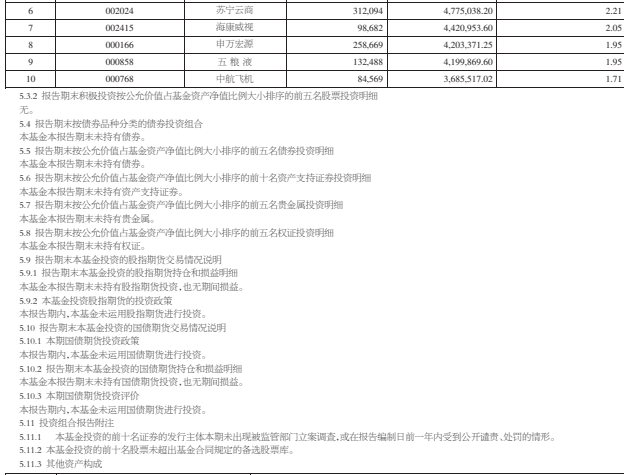 6 002024 苏宁云商 312,094 4,775,038.20 2.21
7 002415 海康威视 98,682 4,420,953.60 2.05
8 000166 申万宏源 258,669 4,203,371.25 1.95
9 000858 五 粮 液 132,488 4,199,869.60 1.95
10 000768 中航飞机 84,569 3,685,517.02 1.71
5.3.2 报告期末积极投资按公允价值占基金资产净值比例大小排序的前五名股票投资明细
无。
5.4 报告期末按债券品种分类的债券投资组合
本基金本报告期末未持有债券。
5.5 报告期末按公允价值占基金资产净值比例大小排序的前五名债券投资明细
本基金本报告期末未持有债券。
5.6 报告期末按公允价值占基金资产净值比例大小排序的前十名资产支持证券投资明细
本基金本报告期末未持有资产支持证券。
5.7 报告期末按公允价值占基金资产净值比例大小排序的前五名贵金属投资明细
本基金本报告期末未持有贵金属。
5.8 报告期末按公允价值占基金资产净值比例大小排序的前五名权证投资明细
本基金本报告期末未持有权证。
5.9 报告期末本基金投资的股指期货交易情况说明
5.9.1 报告期末本基金投资的股指期货持仓和损益明细
本基金本报告期末未持有股指期货投资,也无期间损益。
5.9.2 本基金投资股指期货的投资政策
本报告期内,本基金未运用股指期货进行投资。
5.10 报告期末本基金投资的国债期货交易情况说明
5.10.1 本期国债期货投资政策
本报告期内,本基金未运用国债期货进行投资。
5.10.2 报告期末本基金投资的国债期货持仓和损益明细
本基金本报告期末未持有国债期货投资,也无期间损益。
5.10.3 本期国债期货投资评价
本报告期内,本基金未运用国债期货进行投资。
5.11 投资组合报告附注
5.11.1 本基金投资的前十名证券的发行主体本期未出现被监管部门立案调查,或在报告编制日前一年内受到公开谴责、处罚的情形。
5.11.2 本基金投资的前十名股票未超出基金合同规定的备选股票库。
5.11.3 其他资产构成